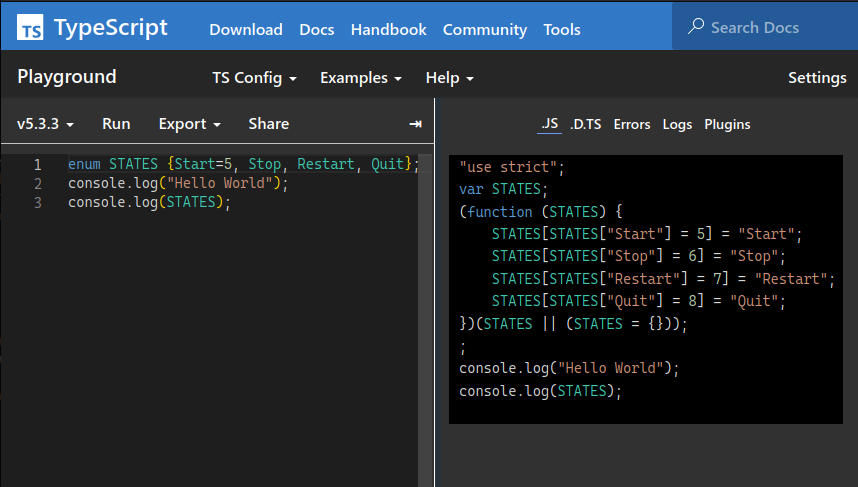 TS TypeScript Download Docs Handbook Community Tools Search Docs
Playground TS Config Examples Help Settings
v5.3.3 Run Export Share
.JS .D.TS Errors Logs Plugins
1 enum STATES {Start=5, Stop, Restart, Quit};
2 console.log("Hello World");
3 console.log(STATES);
"use strict";
var STATES;
(function (STATES) {
    STATES[STATES["Start"] = 5] = "Start";
    STATES[STATES["Stop"] = 6] = "Stop";
    STATES[STATES["Restart"] = 7] = "Restart";
    STATES[STATES["Quit"] = 8] = "Quit";
})(STATES || (STATES = {}));
;
console.log("Hello World");
console.log(STATES);